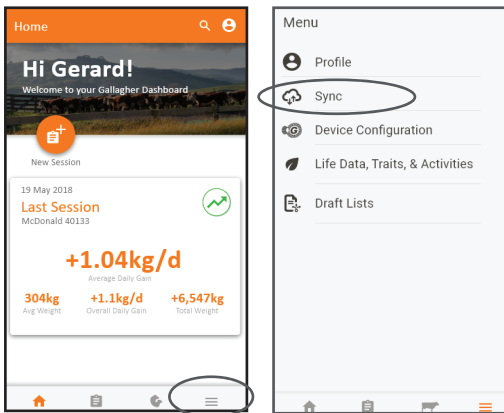 Home
Hi Gerard!
Welcome to your Gallagher Dashboard
New Session
19 May 2018
Last Session
McDonald 40133
+1.04kg/d
Average Daily Gain
304kg +1.1kg/d +6,547kg
Avg Weight Overall Daily Gain Total Weight
Menu
Profile
Sync
Device Configuration
Life Data, Traits, & Activities
Draft Lists